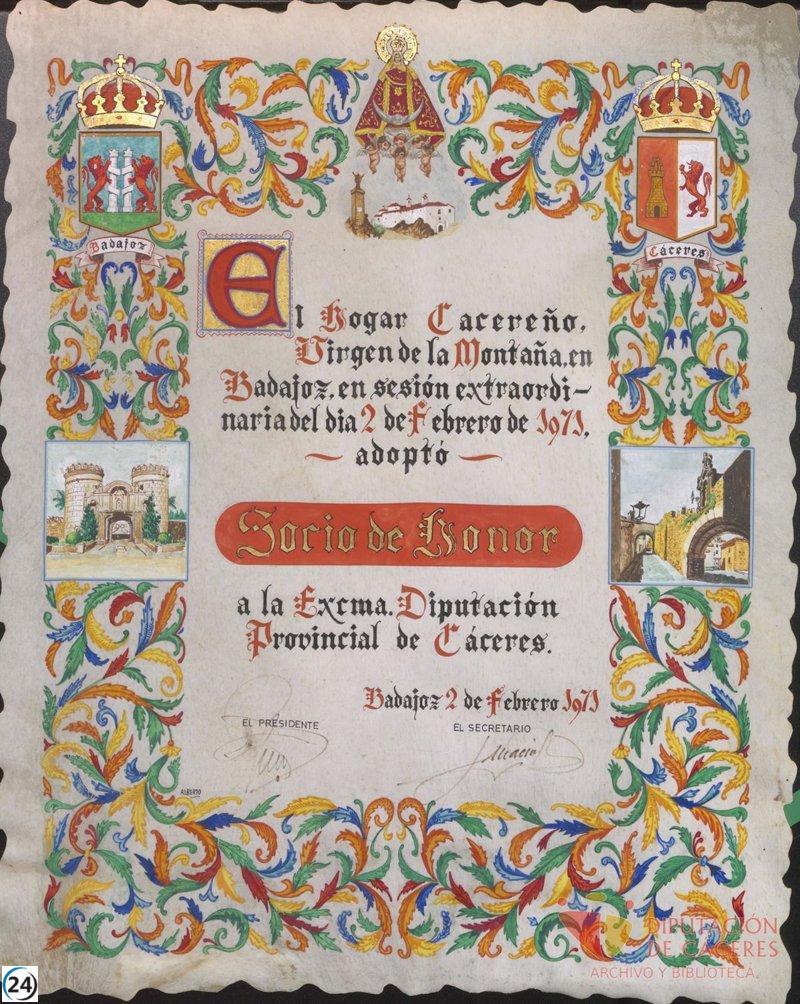 Badajoz
Cáceres
El Hogar Cacereño,
Virgen de la Montaña, en
Badajoz, en sesión extraordi-
naria del dia 2 de Febrero de 1971,
adoptó
Socio de Honor
a la Excma. Diputación
Provincial de Cáceres.
Badajoz 2 de Febrero 1971
EL PRESIDENTE
EL SECRETARIO
ALBERTO
DIPUTACIÓN
DE CÁCERES
ARCHIVO Y BIBLIOTECA
24